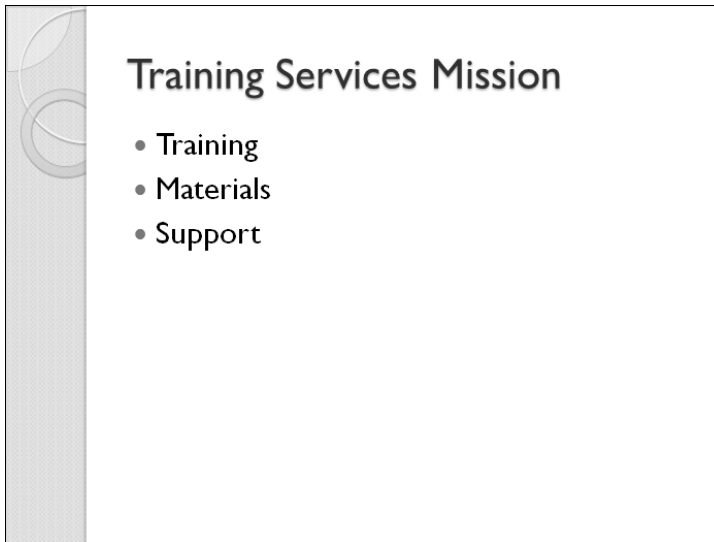 Training Services Mission
• Training
• Materials
• Support